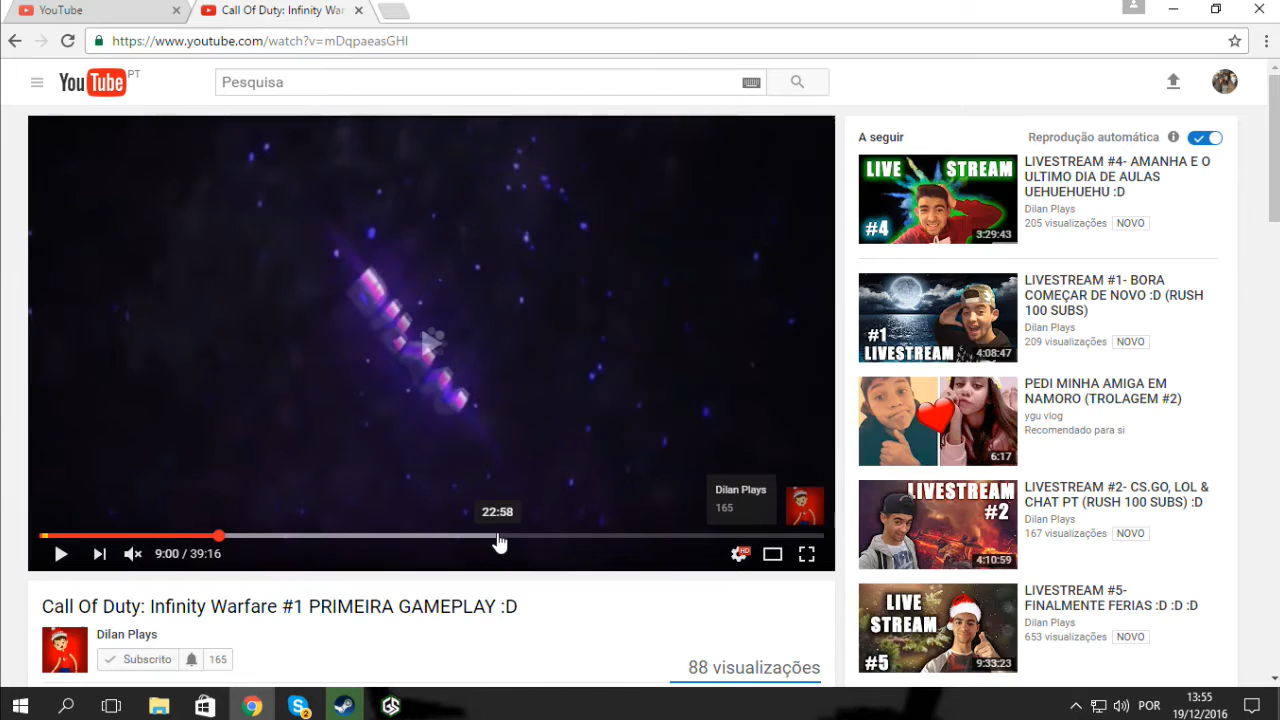 YouTube
Call Of Duty: Infinity War
https://www.youtube.com/watch?v=mDqpaeasGHI
YouTube PT
Pesquisa
Dilan Plays
165
22:58
9:00 / 39:16
HD
Call Of Duty: Infinity Warfare #1 PRIMEIRA GAMEPLAY :D
Dilan Plays
Subscrito 165
88 visualizações
A seguir
Reprodução automática
LIVE STREAM
#4
3:29:43
LIVESTREAM #4- AMANHA E O
ULTIMO DIA DE AULAS
UEHUEHUEHU :D
Dilan Plays
205 visualizações NOVO
#1
LIVESTREAM
4:08:47
LIVESTREAM #1- BORA
COMEÇAR DE NOVO :D (RUSH
100 SUBS)
Dilan Plays
209 visualizações NOVO
6:17
PEDI MINHA AMIGA EM
NAMORO (TROLAGEM #2)
ygu vlog
Recomendado para si
LIVESTREAM
#2
4:10:59
LIVESTREAM #2- CS.GO, LOL &
CHAT PT (RUSH 100 SUBS) :D
Dilan Plays
167 visualizações NOVO
LIVE
STREAM
#5
9:33:23
LIVESTREAM #5-
FINALMENTE FERIAS :D :D :D
Dilan Plays
653 visualizações NOVO
2
GS
POR
13:55
19/12/2016